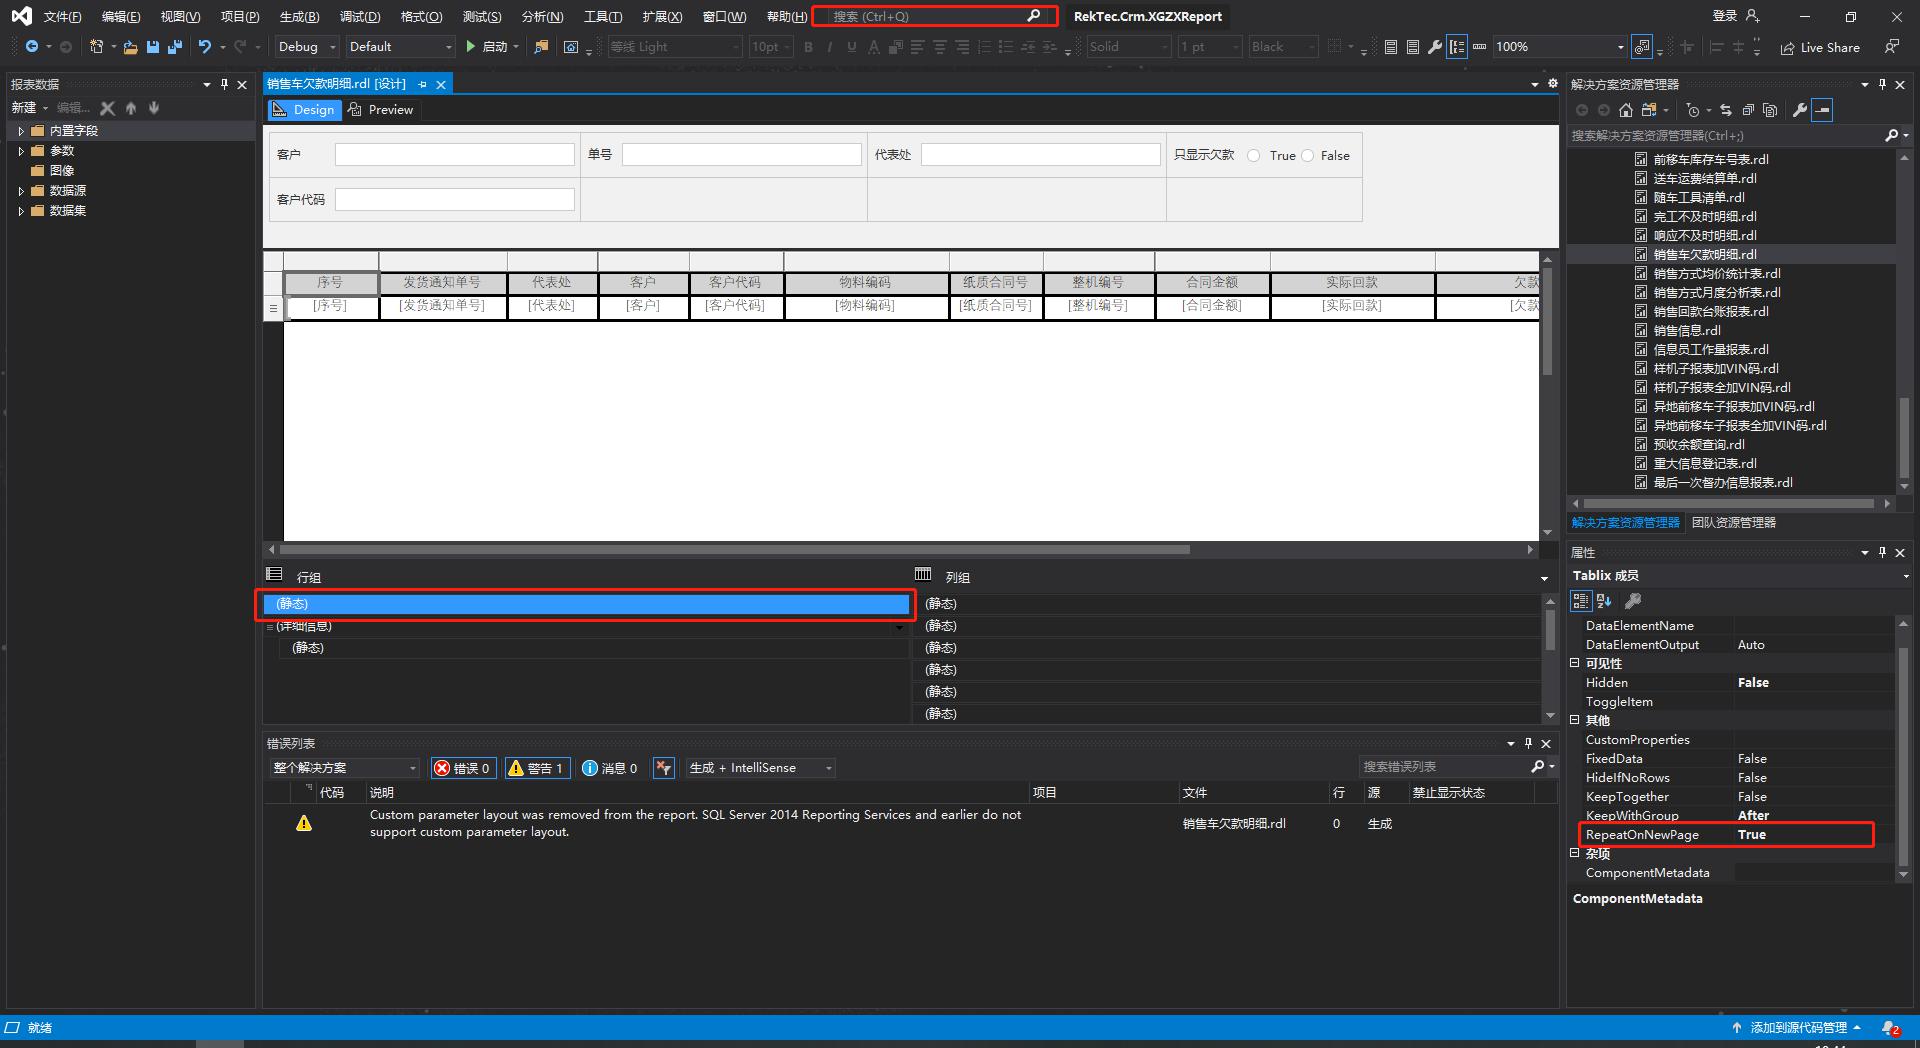 文件(F) 编辑(E) 视图(V) 项目(P) 生成(B) 调试(D) 格式(O) 测试(S) 分析(N) 工具(T) 扩展(X) 窗口(W) 帮助(H) 搜索 (Ctrl+Q) RekTec.Crm.XGZXReport 登录
Debug Default 启动 等线 Light 10pt B I U A Solid 1 pt Black 100% Live Share
报表数据
新建 编辑...
内置字段
参数
图像
数据源
数据集
销售车欠款明细.rdl [设计]
Design Preview
客户 单号 代表处 只显示欠款 True False
客户代码
序号 发货通知单号 代表处 客户 客户代码 物料编码 纸质合同号 整机编号 合同金额 实际回款 欠款
[序号] [发货通知单号] [代表处] [客户] [客户代码] [物料编码] [纸质合同号] [整机编号] [合同金额] [实际回款] [欠款
行组 列组
(静态) (静态)
(详细信息) (静态)
(静态) (静态)
(静态)
(静态)
(静态)
错误列表
整个解决方案 错误 0 警告 1 消息 0 生成 + IntelliSense 搜索错误列表
代码 说明 项目 文件 行 源 禁止显示状态
Custom parameter layout was removed from the report. SQL Server 2014 Reporting Services and earlier do not
support custom parameter layout.
销售车欠款明细.rdl 0 生成
解决方案资源管理器
搜索解决方案资源管理器(Ctrl+;)
前移车库存车号表.rdl
送车运费结算单.rdl
随车工具清单.rdl
完工不及时明细.rdl
响应不及时明细.rdl
销售车欠款明细.rdl
销售方式均价统计表.rdl
销售方式月度分析表.rdl
销售回款台账报表.rdl
销售信息.rdl
信息员工作量报表.rdl
样机子报表加VIN码.rdl
样机子报表全加VIN码.rdl
异地前移车子报表加VIN码.rdl
异地前移车子报表全加VIN码.rdl
预收余额查询.rdl
重大信息登记表.rdl
最后一次督办信息报表.rdl
解决方案资源管理器 团队资源管理器
属性
Tablix 成员
DataElementName
DataElementOutput Auto
可见性
Hidden False
ToggleItem
其他
CustomProperties
FixedData False
HideIfNoRows False
KeepTogether False
KeepWithGroup After
RepeatOnNewPage True
杂项
ComponentMetadata
ComponentMetadata
就绪 添加到源代码管理 2